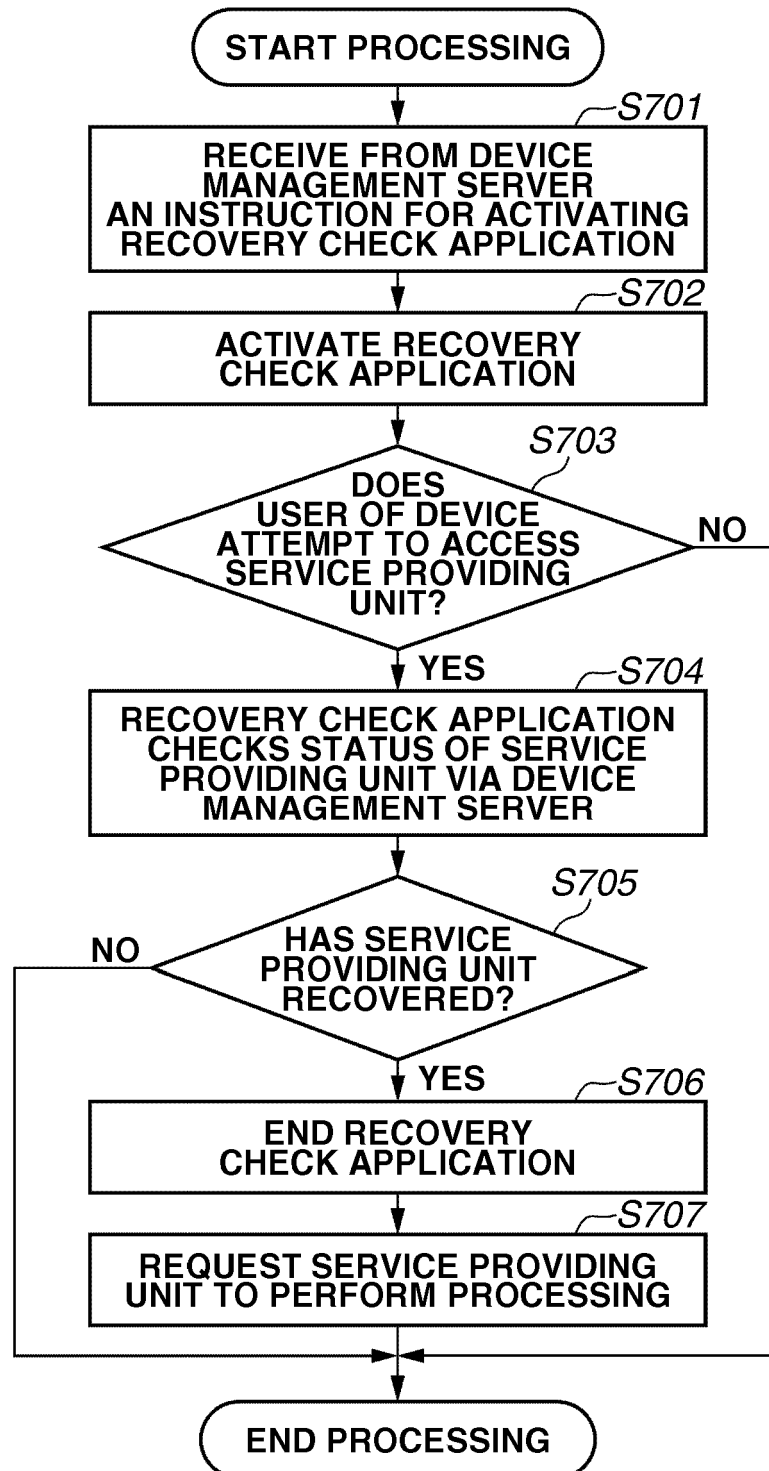 START PROCESSING
S701
RECEIVE FROM DEVICE
MANAGEMENT SERVER
AN INSTRUCTION FOR ACTIVATING
RECOVERY CHECK APPLICATION
S702
ACTIVATE RECOVERY
CHECK APPLICATION
S703
DOES
USER OF DEVICE
ATTEMPT TO ACCESS
SERVICE PROVIDING
UNIT?
NO
YES
S704
RECOVERY CHECK APPLICATION
CHECKS STATUS OF SERVICE
PROVIDING UNIT VIA DEVICE
MANAGEMENT SERVER
S705
NO
HAS SERVICE
PROVIDING UNIT
RECOVERED?
YES
S706
END RECOVERY
CHECK APPLICATION
S707
REQUEST SERVICE PROVIDING
UNIT TO PERFORM PROCESSING
END PROCESSING